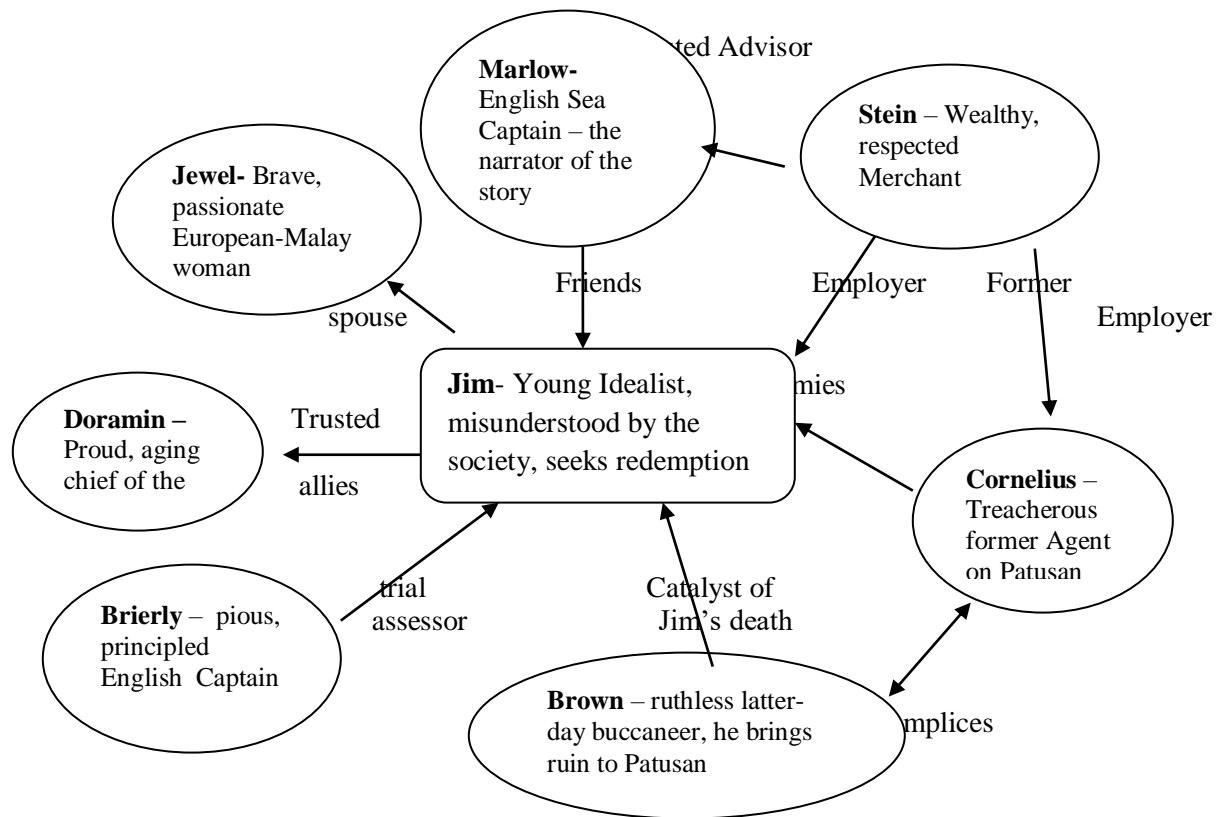 ted Advisor
Marlow-
English Sea
Captain – the
narrator of the
story
Stein – Wealthy,
respected
Merchant
Jewel- Brave,
passionate
European-Malay
woman
Friends
Employer
Former
Employer
spouse
Jim- Young Idealist,
misunderstood by the
society, seeks redemption
mies
Doramin –
Proud, aging
chief of the
Trusted
allies
Cornelius –
Treacherous
former Agent
on Patusan
trial
assessor
Catalyst of
Jim's death
Brierly – pious,
principled
English Captain
Brown – ruthless latter-
day buccaneer, he brings
ruin to Patusan
mplices